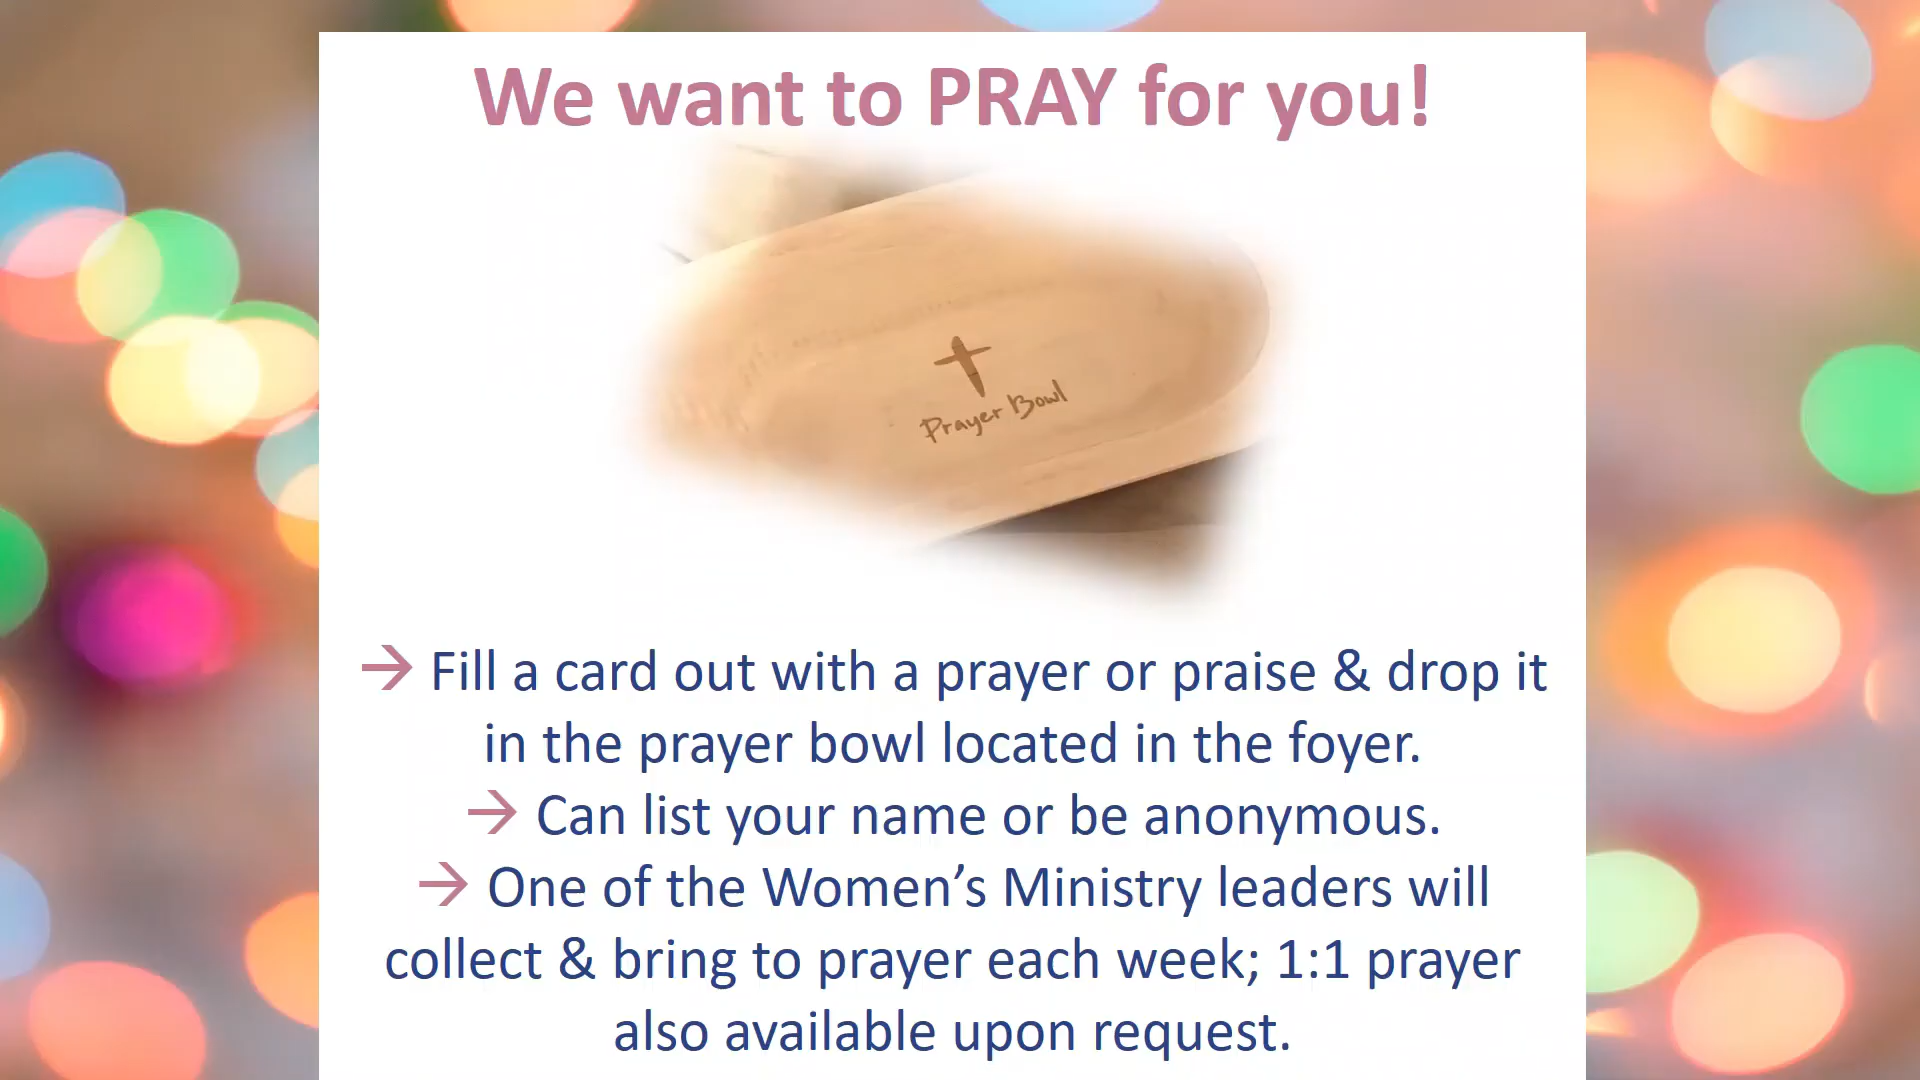 We want to PRAY for you!
Prayer Bowl
→ Fill a card out with a prayer or praise & drop it
in the prayer bowl located in the foyer.
→ Can list your name or be anonymous.
→ One of the Women’s Ministry leaders will
collect & bring to prayer each week; 1:1 prayer
also available upon request.